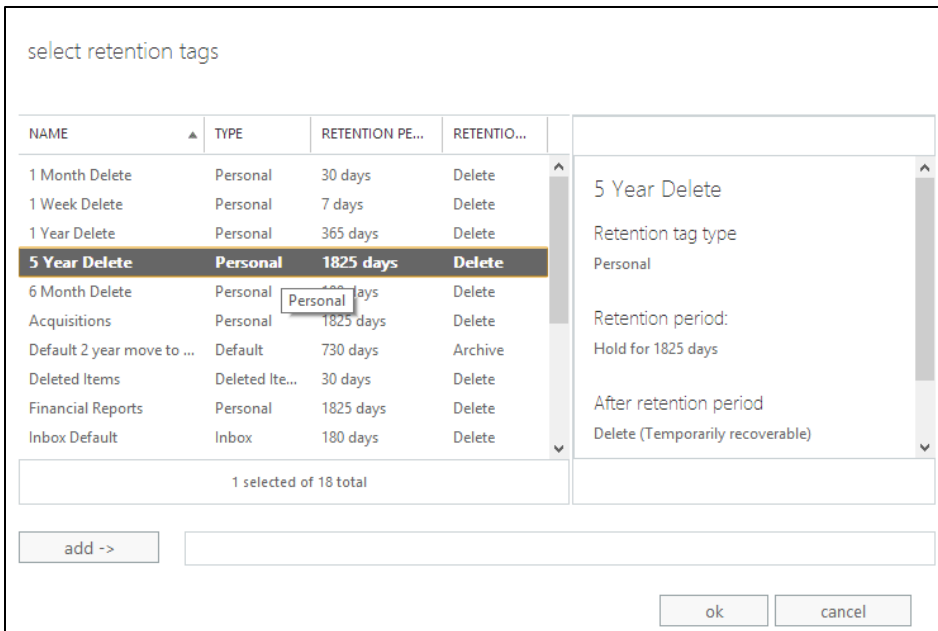 select retention tags
NAME TYPE RETENTION PE... RETENTIO...
1 Month Delete Personal 30 days Delete
1 Week Delete Personal 7 days Delete
1 Year Delete Personal 365 days Delete
5 Year Delete Personal 1825 days Delete
6 Month Delete Personal days Delete
Personal
Acquisitions Personal 1825 days Delete
Default 2 year move to ... Default 730 days Archive
Deleted Items Deleted Ite... 30 days Delete
Financial Reports Personal 1825 days Delete
Inbox Default Inbox 180 days Delete
1 selected of 18 total
5 Year Delete
Retention tag type
Personal
Retention period:
Hold for 1825 days
After retention period
Delete (Temporarily recoverable)
add ->
ok cancel